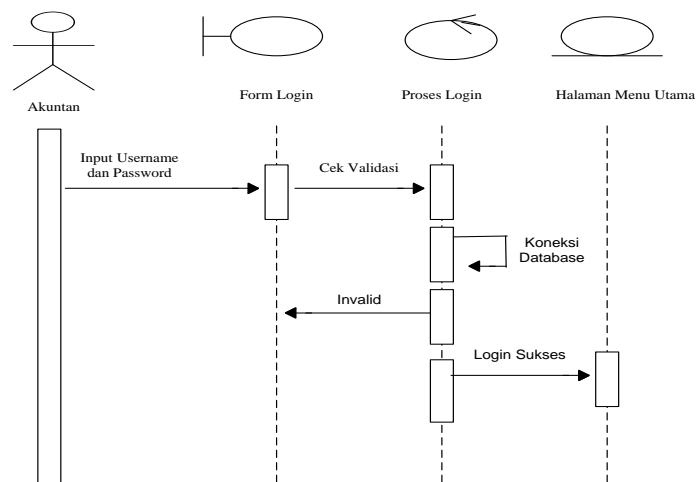 Akuntan
Form Login
Proses Login
Halaman Menu Utama
Input Username
dan Password
Cek Validasi
Koneksi
Database
Invalid
Login Sukses